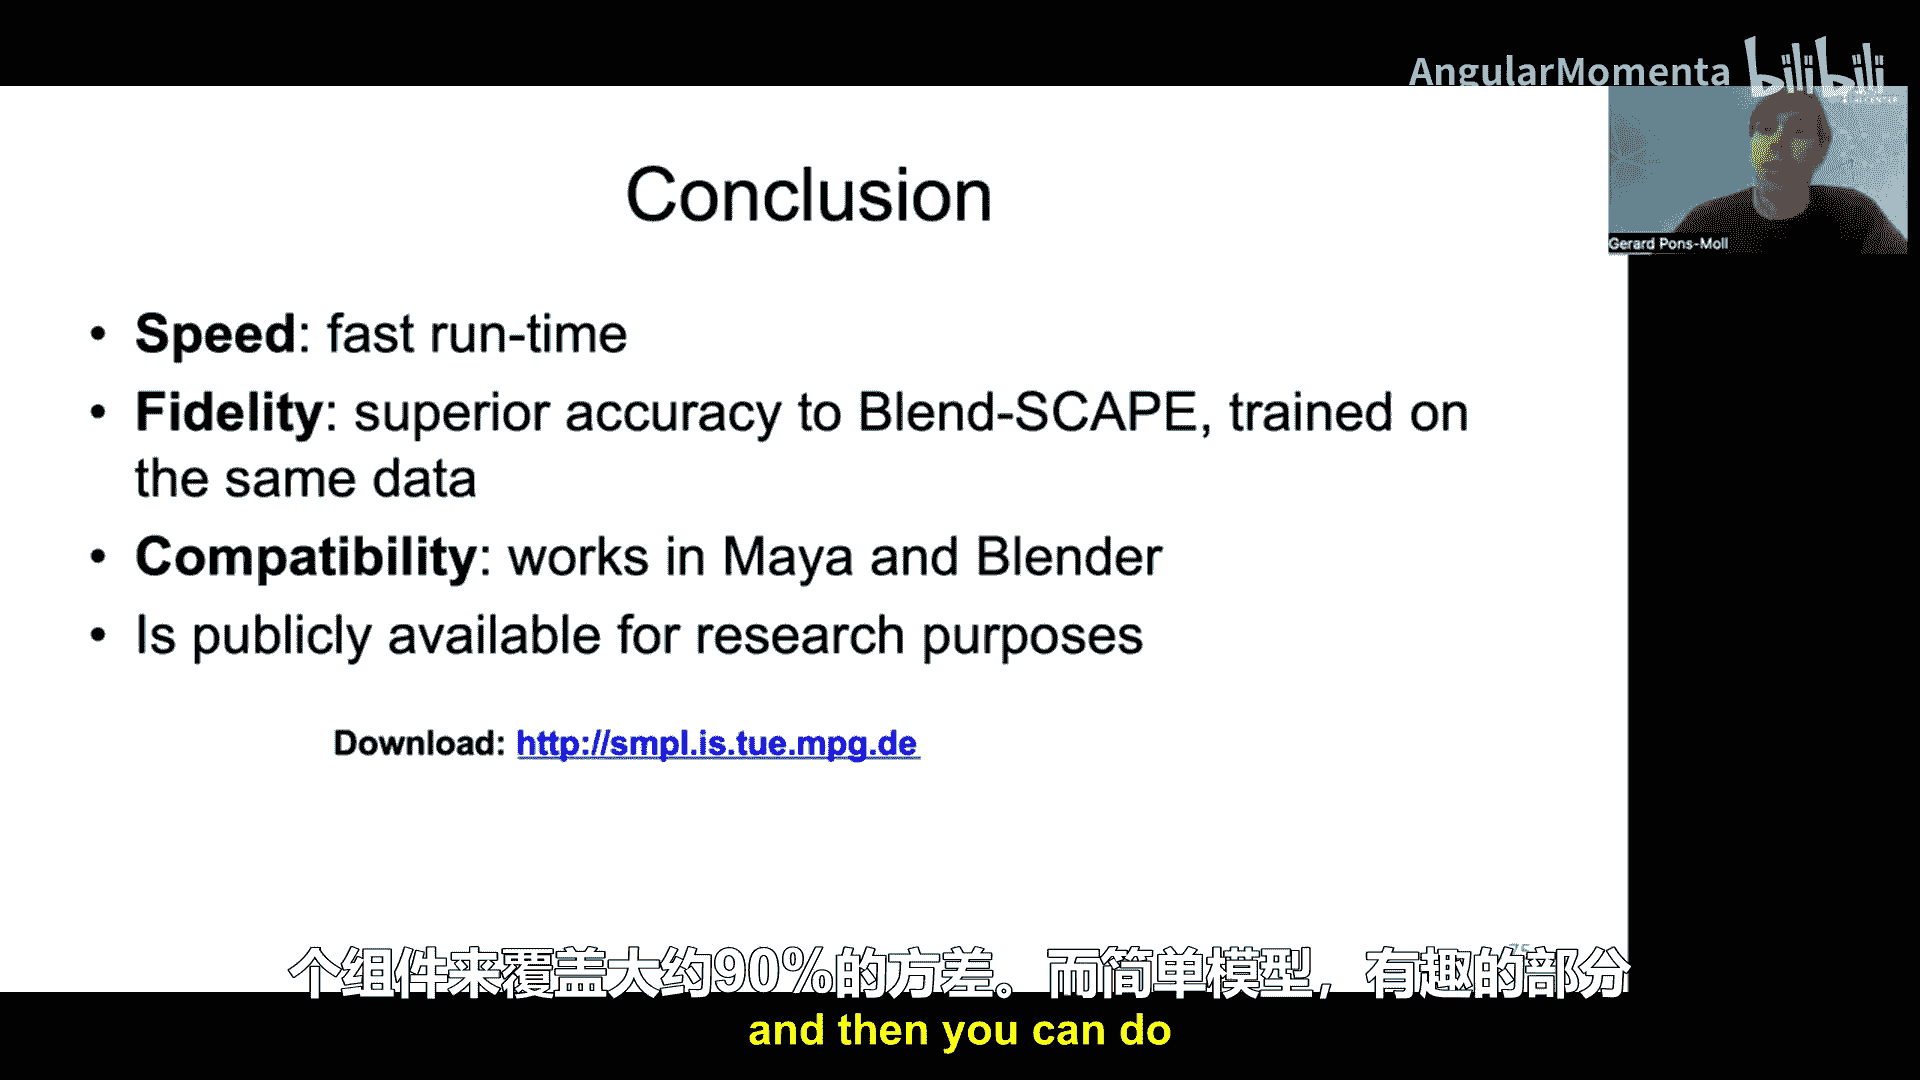 AngularMomenta bilibili
Gerard Pons-Moll
Conclusion
• Speed: fast run-time
• Fidelity: superior accuracy to Blend-SCAPE, trained on
the same data
• Compatibility: works in Maya and Blender
• Is publicly available for research purposes
Download: http://smpl.is.tue.mpg.de
75
个组件来覆盖大约90%的方差。而简单模型，有趣的部分
and then you can do